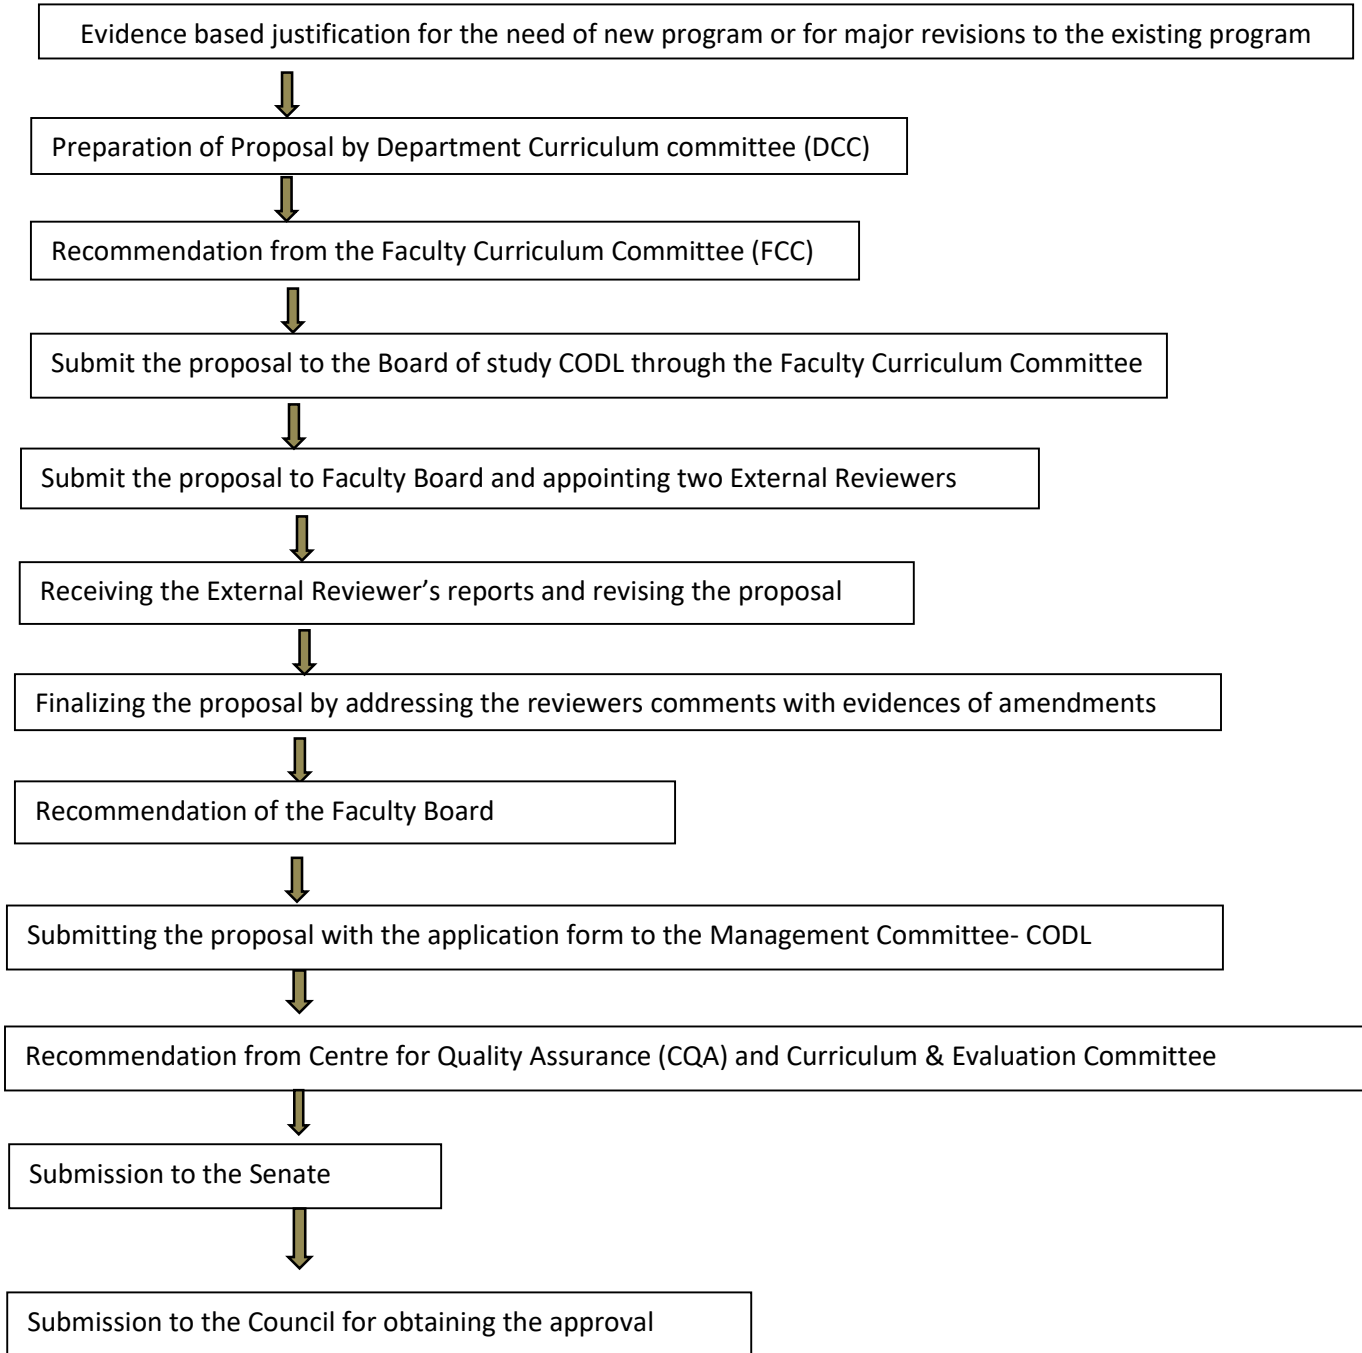 Evidence based justification for the need of new program or for major revisions to the existing program
Preparation of Proposal by Department Curriculum committee (DCC)
Recommendation from the Faculty Curriculum Committee (FCC)
Submit the proposal to the Board of study CODL through the Faculty Curriculum Committee
Submit the proposal to Faculty Board and appointing two External Reviewers
Receiving the External Reviewer’s reports and revising the proposal
Finalizing the proposal by addressing the reviewers comments with evidences of amendments
Recommendation of the Faculty Board
Submitting the proposal with the application form to the Management Committee- CODL
Recommendation from Centre for Quality Assurance (CQA) and Curriculum & Evaluation Committee
Submission to the Senate
Submission to the Council for obtaining the approval